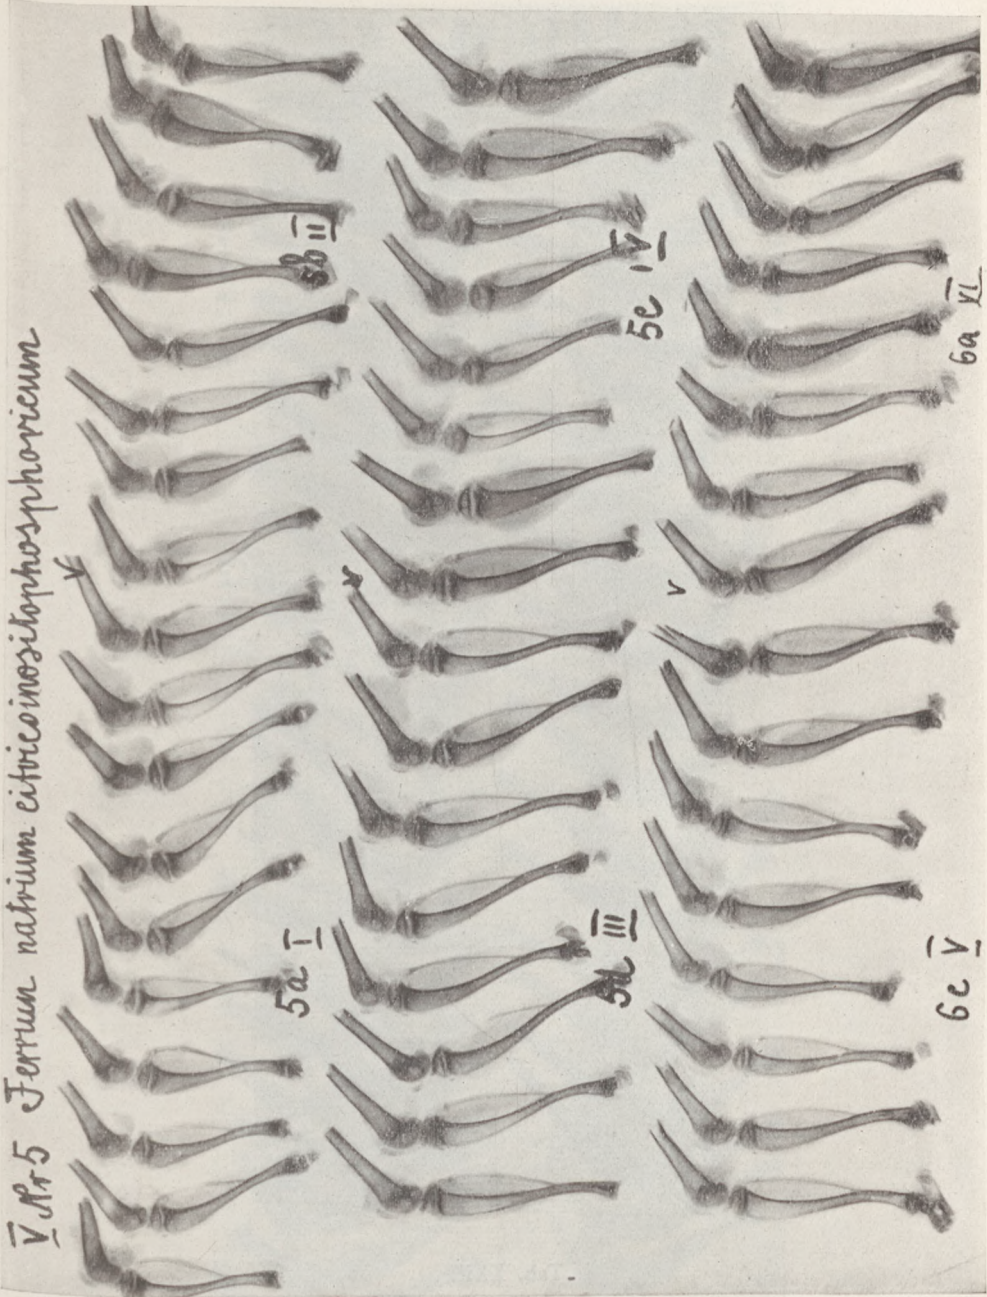 V Nr 5 Ferrum natrium citricoinositophosphoricum
5a I
5b II
5d III
5c IV
6c V
6a VI
v
v
v